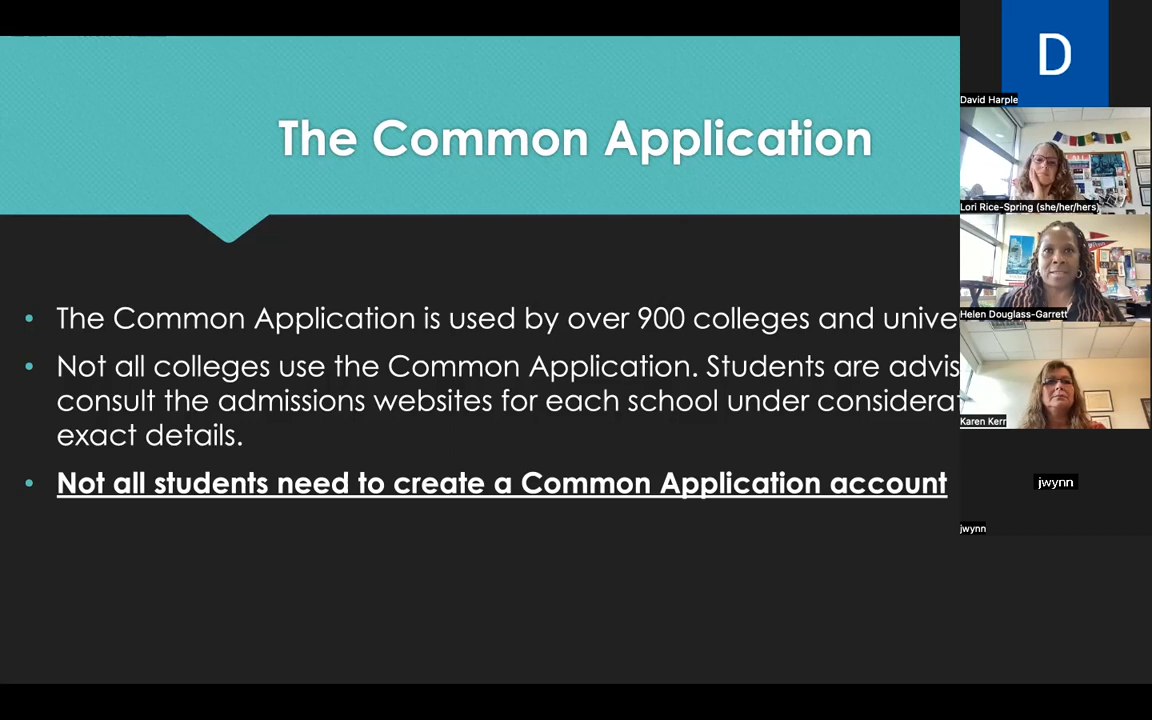 The Common Application
The Common Application is used by over 900 colleges and unive
Not all colleges use the Common Application. Students are advis
consult the admissions websites for each school under considerat
exact details.
Not all students need to create a Common Application account
D
David Harple
Lori Rice-Spring (she/her/hers)
Helen Douglass-Garrett
Karen Kerr
jwynn
jwynn